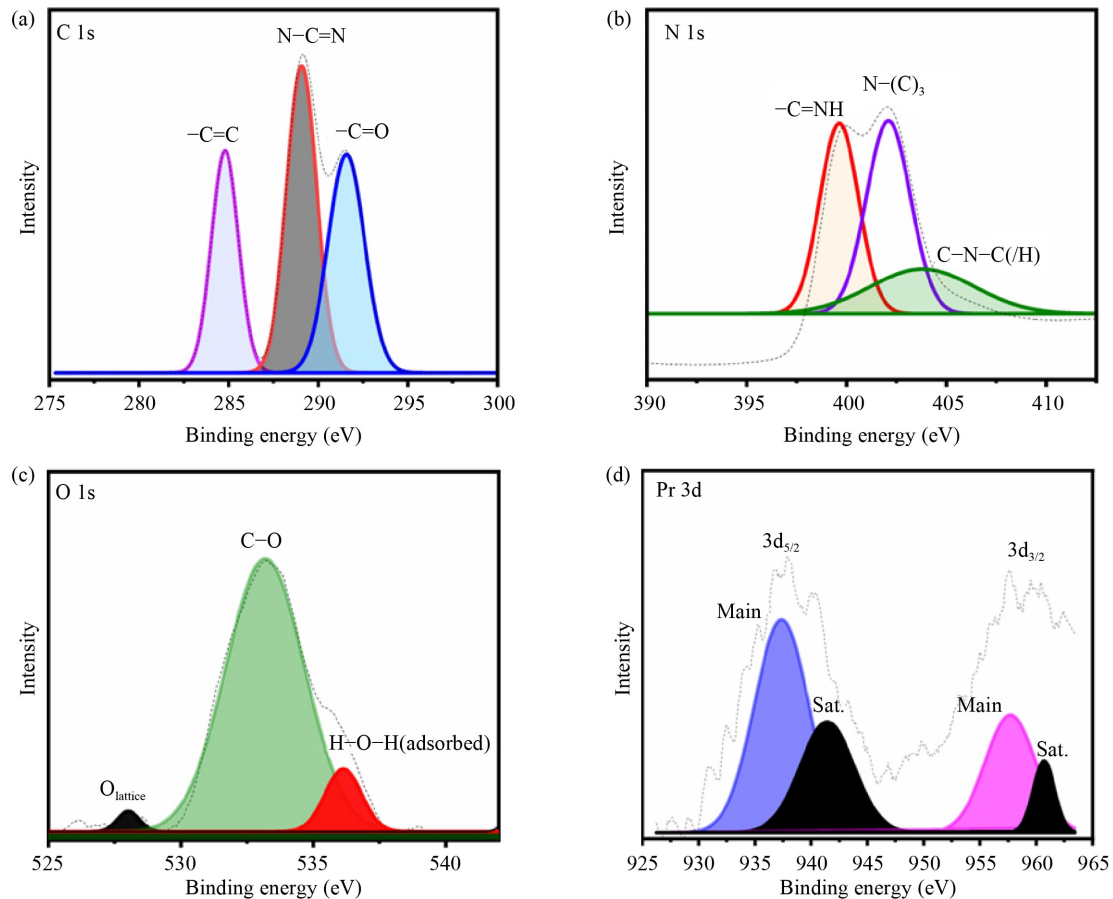 (a)
C 1s
N−C=N
−C=C
−C=O
Intensity
275 280 285 290 295 300
Binding energy (eV)
(b)
N 1s
N−(C)₃
−C=NH
C−N−C(/H)
Intensity
390 395 400 405 410
Binding energy (eV)
(c)
O 1s
C−O
H−O−H(adsorbed)
Olattice
Intensity
525 530 535 540
Binding energy (eV)
(d)
Pr 3d
3d5/2
3d3/2
Main
Sat.
Main
Sat.
Intensity
925 930 935 940 945 950 955 960 965
Binding energy (eV)